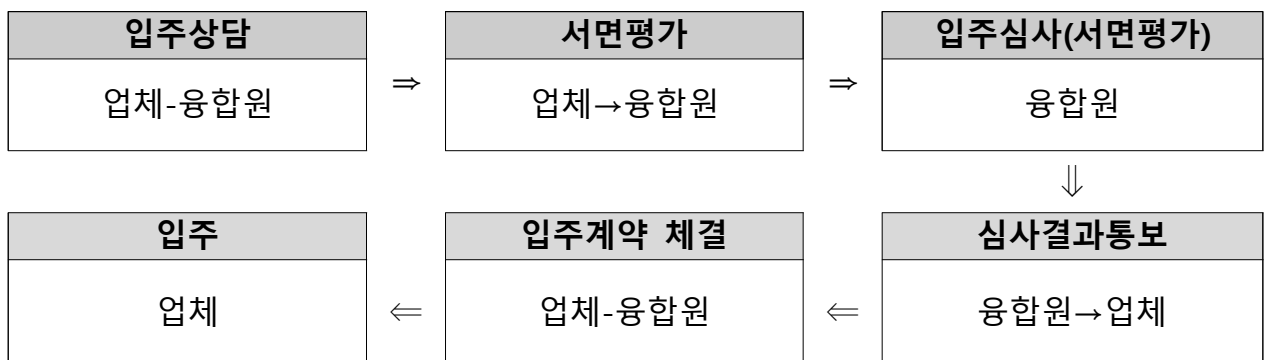 입주상담
업체-융합원
⇒
서면평가
업체→융합원
⇒
입주심사(서면평가)
융합원
⇓
심사결과통보
융합원→업체
⇐
입주계약 체결
업체-융합원
⇐
입주
업체